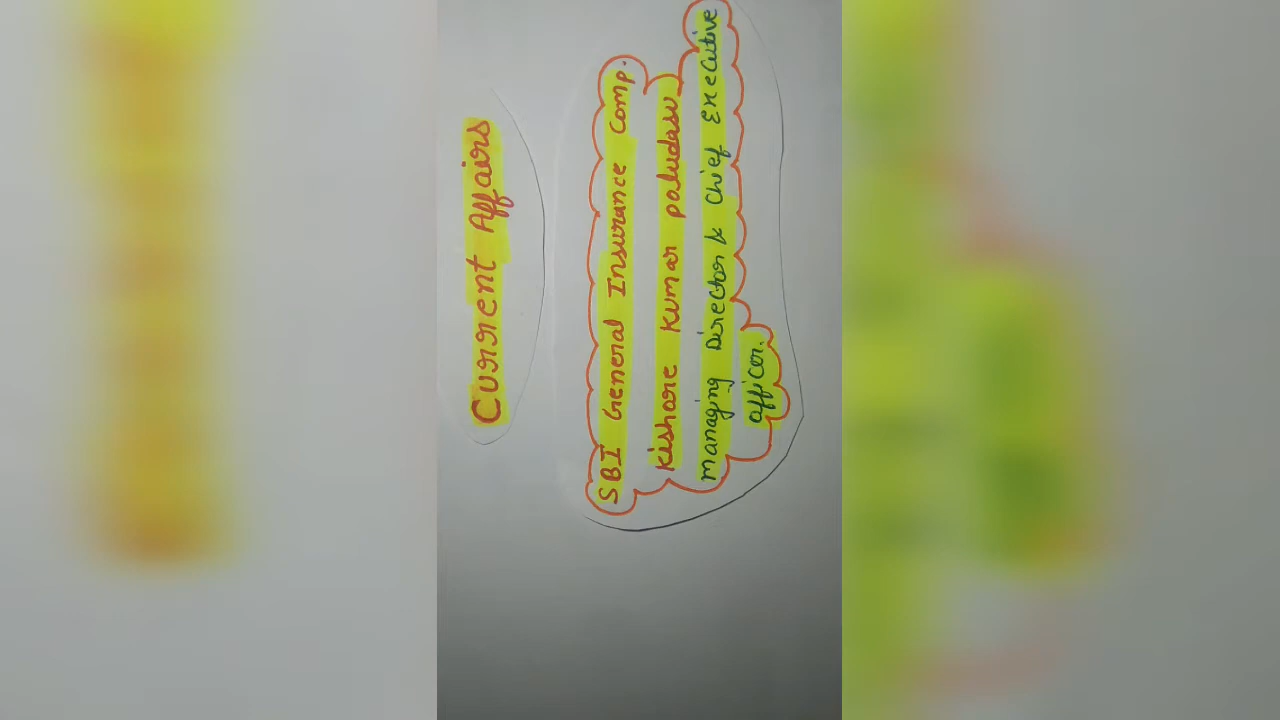 Current Affairs
SBI General Insurance Comp.
Kishore Kumar poludasu
Managing Director & Chief Executive
officer.